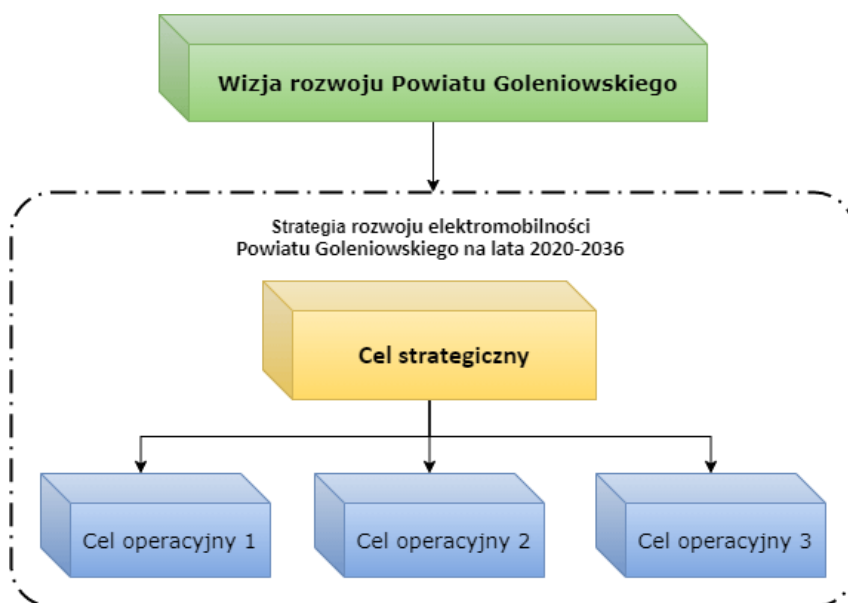 Wizja rozwoju Powiatu Goleniowskiego
Strategia rozwoju elektromobilności
Powiatu Goleniowskiego na lata 2020-2036
Cel strategiczny
Cel operacyjny 1
Cel operacyjny 2
Cel operacyjny 3